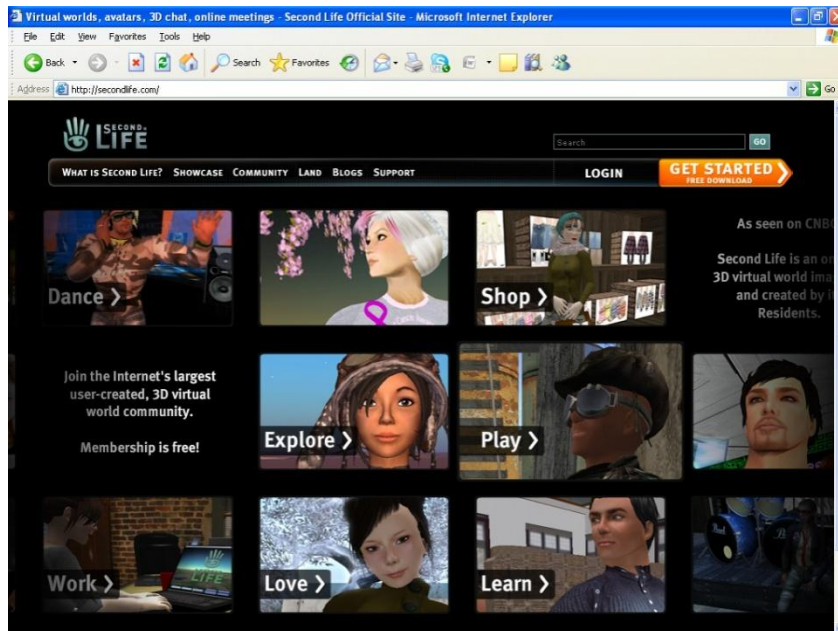 Virtual worlds, avatars, 3D chat, online meetings - Second Life Official Site - Microsoft Internet Explorer
File Edit View Favorites Tools Help
Back Search Favorites
Address http://secondlife.com/ Go
SECOND LIFE
Search GO
WHAT IS SECOND LIFE? SHOWCASE COMMUNITY LAND BLOGS SUPPORT LOGIN GET STARTED
FREE DOWNLOAD
Dance >
Shop >
As seen on CNBC
Second Life is an on
3D virtual world ima
and created by it
Residents.
Join the Internet's largest
user-created, 3D virtual
world community.
Membership is free!
Explore >
Play >
Work >
LIFE
Love >
Learn >